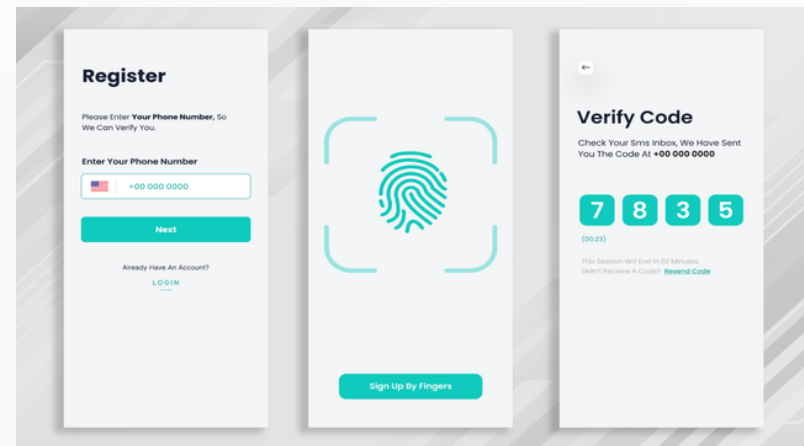 Register
Please Enter Your Phone Number, So
We Can Verify You.
Enter Your Phone Number
+00 000 0000
Next
Already Have An Account?
LOGIN
Sign Up By Fingers
←
Verify Code
Check Your Sms Inbox, We Have Sent
You The Code At +00 000 0000
7 8 3 5
(00:23)
This Session Will End In 02 Minutes.
Didn't Receive A Code? Resend Code